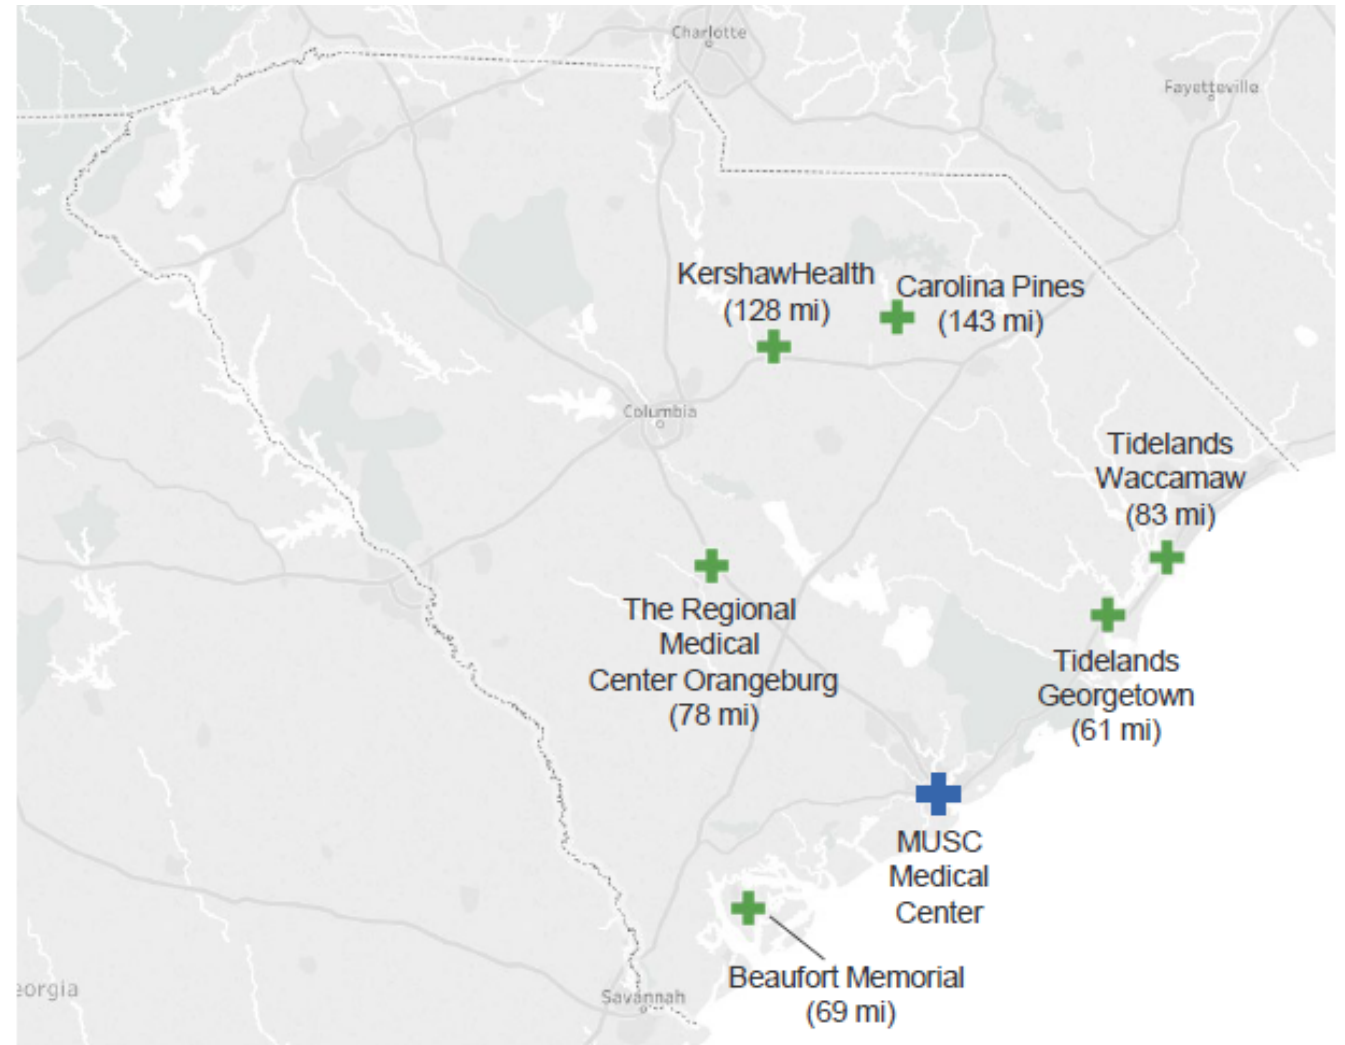 Charlotte
Fayetteville
KershawHealth
(128 mi)
Carolina Pines
(143 mi)
Columbia
Tidelands
Waccamaw
(83 mi)
The Regional
Medical
Center Orangeburg
(78 mi)
Tidelands
Georgetown
(61 mi)
MUSC
Medical
Center
Beaufort Memorial
(69 mi)
eorgia
Savannah